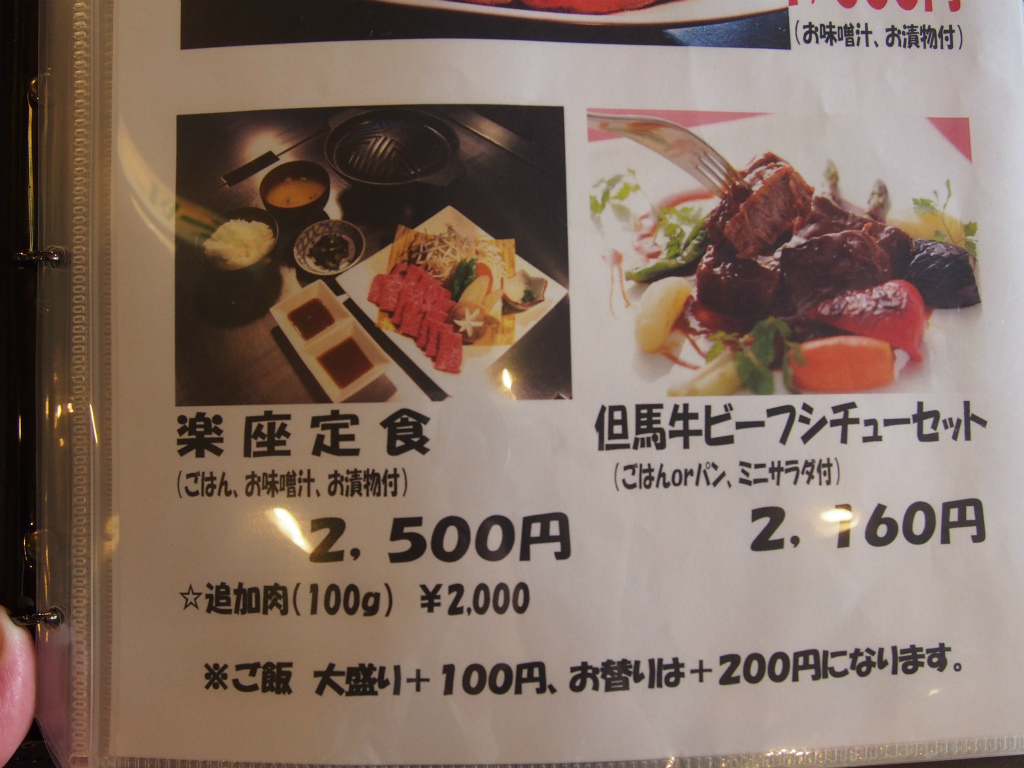 (お味噌汁、お漬物付)
楽座定食
(ごはん、お味噌汁、お漬物付)
2,500円
☆追加肉(100g) ¥2,000
但馬牛ビーフシチューセット
(ごはんorパン、ミニサラダ付)
2,160円
※ご飯 大盛り+100円、お替りは+200円になります。